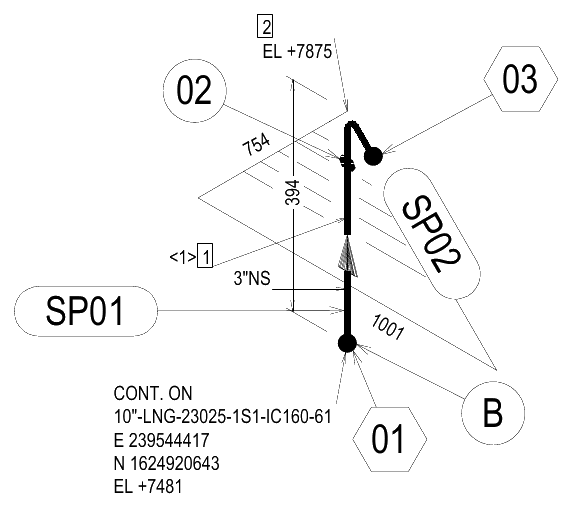 2
EL +7875
02
03
754
394
SP02
<1>1
3"NS
SP01
1001
CONT. ON
10"-LNG-23025-1S1-IC160-61
E 239544417
N 1624920643
EL +7481
B
01